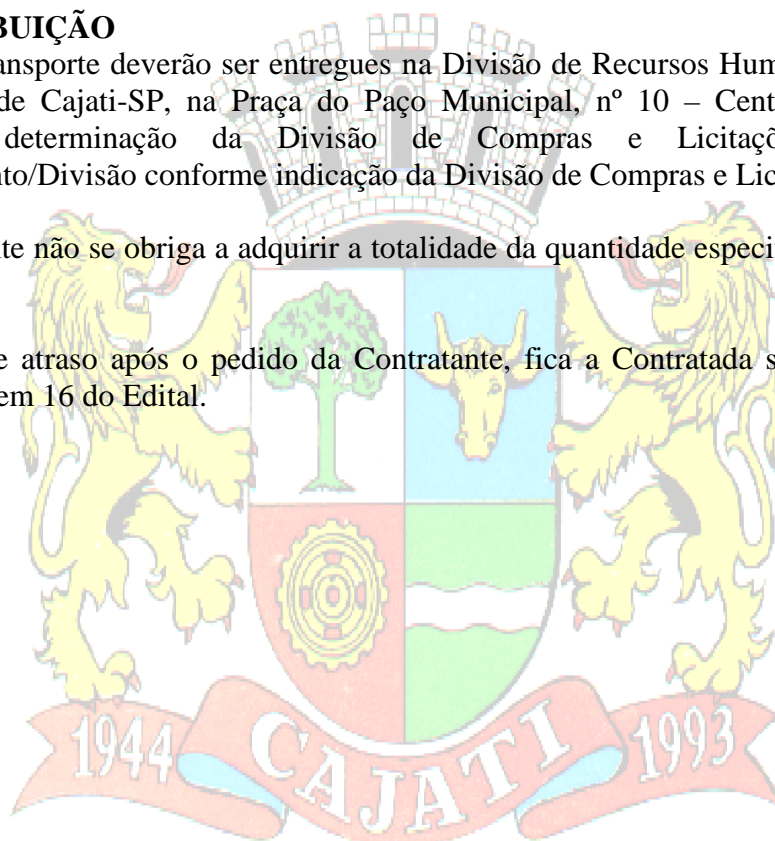 BUIÇÃO
ansporte deverão ser entregues na Divisão de Recursos Hum
de Cajati-SP, na Praça do Paço Municipal, nº 10 – Cent
determinação da Divisão de Compras e Licitaçõ
nto/Divisão conforme indicação da Divisão de Compras e Lic
te não se obriga a adquirir a totalidade da quantidade especi
e atraso após o pedido da Contratante, fica a Contratada s
em 16 do Edital.
1944 CAJATI 1993